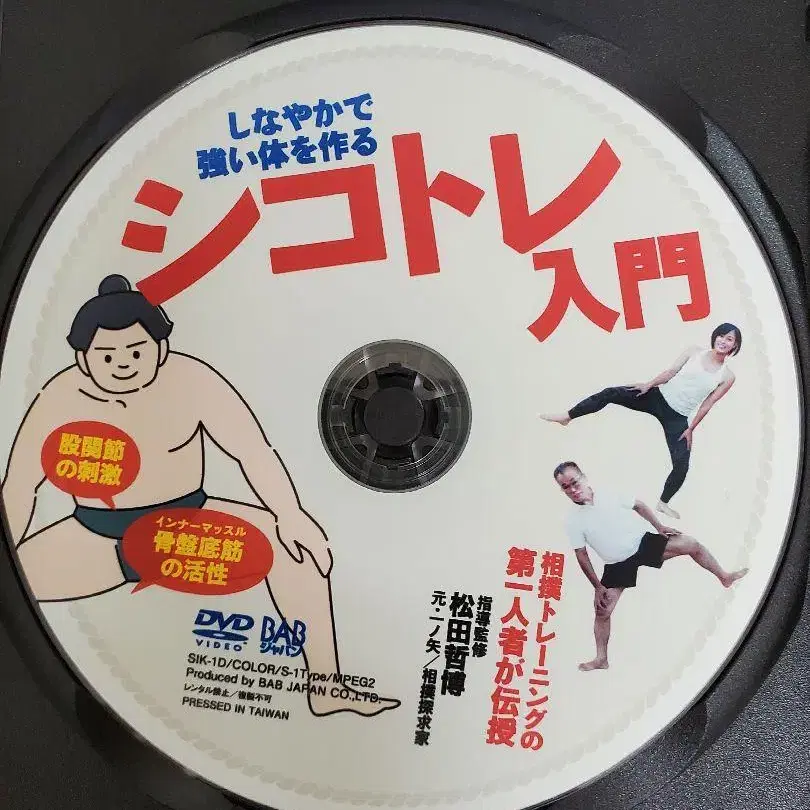 しなやかで
強い体を作る
シコトレ
入門
股関節
の刺激
インナーマッスル
骨盤底筋
の活性
相撲トレーニングの
第一人者が伝授
指導監修
松田哲博
元・一ノ矢／相撲探求家
DVD
VIDEO
BAB
ジャパン
SIK-1D/COLOR/S-1Type/MPEG2
Produced by BAB JAPAN CO.,LTD.
レンタル禁止／複製不可
PRESSED IN TAIWAN